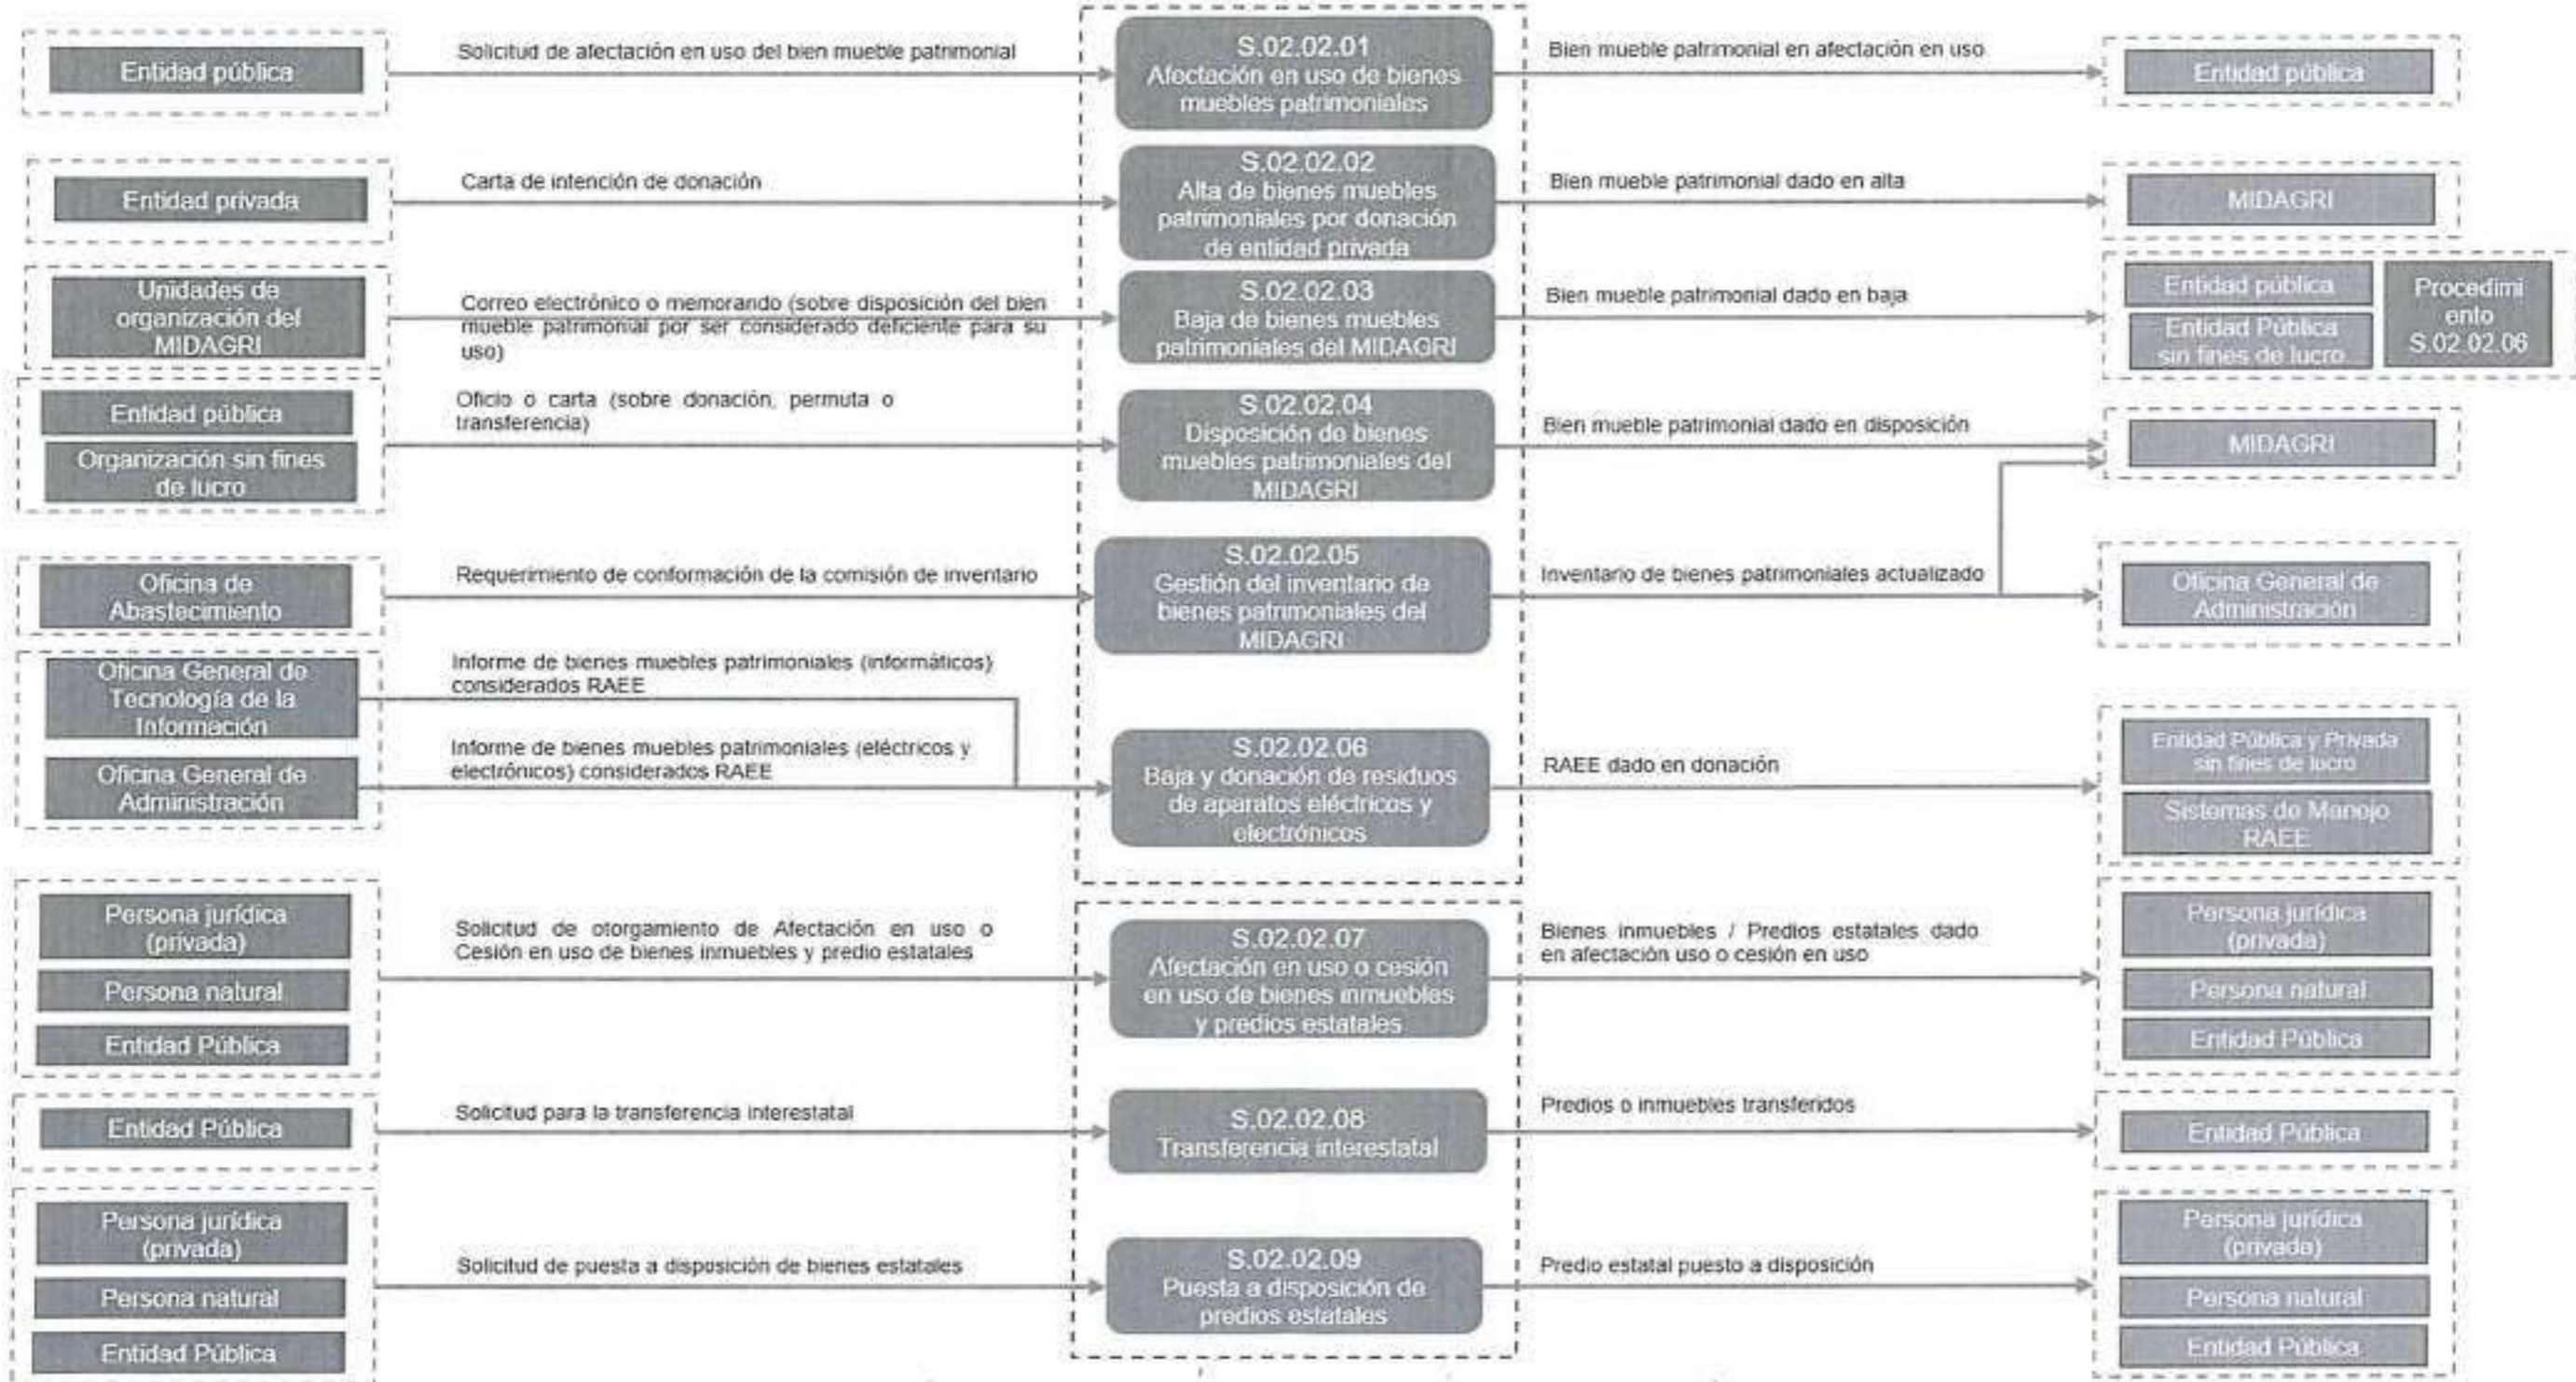 Entidad pública
Solicitud de afectación en uso del bien mueble patrimonial
S.02.02.01
Afectación en uso de bienes
muebles patrimoniales
Bien mueble patrimonial en afectación en uso
Entidad pública
Entidad privada
Carta de intención de donación
S.02.02.02
Alta de bienes muebles
patrimoniales por donación
de entidad privada
Bien mueble patrimonial dado en alta
MIDAGRI
Unidades de
organización del
MIDAGRI
Correo electrónico o memorando (sobre disposición del bien
mueble patrimonial por ser considerado deficiente para su
uso)
S.02.02.03
Baja de bienes muebles
patrimoniales del MIDAGRI
Bien mueble patrimonial dado en baja
Entidad pública
Entidad Pública
sin fines de lucro
Procedimi
ento
S.02.02.06
Entidad pública
Organización sin fines
de lucro
Oficio o carta (sobre donación, permuta o
transferencia)
S.02.02.04
Disposición de bienes
muebles patrimoniales del
MIDAGRI
Bien mueble patrimonial dado en disposición
MIDAGRI
Oficina de
Abastecimiento
Requerimiento de conformación de la comisión de inventario
S.02.02.05
Gestión del inventario de
bienes patrimoniales del
MIDAGRI
Inventario de bienes patrimoniales actualizado
Oficina General de
Administración
Oficina General de
Tecnología de la
Información
Informe de bienes muebles patrimoniales (informáticos)
considerados RAEE
Oficina General de
Administración
Informe de bienes muebles patrimoniales (eléctricos y
electrónicos) considerados RAEE
S.02.02.06
Baja y donación de residuos
de aparatos eléctricos y
electrónicos
RAEE dado en donación
Entidad Pública y Privada
sin fines de lucro
Sistemas de Manejo
RAEE
Persona jurídica
(privada)
Persona natural
Entidad Pública
Solicitud de otorgamiento de Afectación en uso o
Cesión en uso de bienes inmuebles y predio estatales
S.02.02.07
Afectación en uso o cesión
en uso de bienes inmuebles
y predios estatales
Bienes inmuebles / Predios estatales dado
en afectación uso o cesión en uso
Persona jurídica
(privada)
Persona natural
Entidad Pública
Entidad Pública
Solicitud para la transferencia interestatal
S.02.02.08
Transferencia interestatal
Predios o inmuebles transferidos
Entidad Pública
Persona jurídica
(privada)
Persona natural
Entidad Pública
Solicitud de puesta a disposición de bienes estatales
S.02.02.09
Puesta a disposición de
predios estatales
Predio estatal puesto a disposición
Persona jurídica
(privada)
Persona natural
Entidad Pública